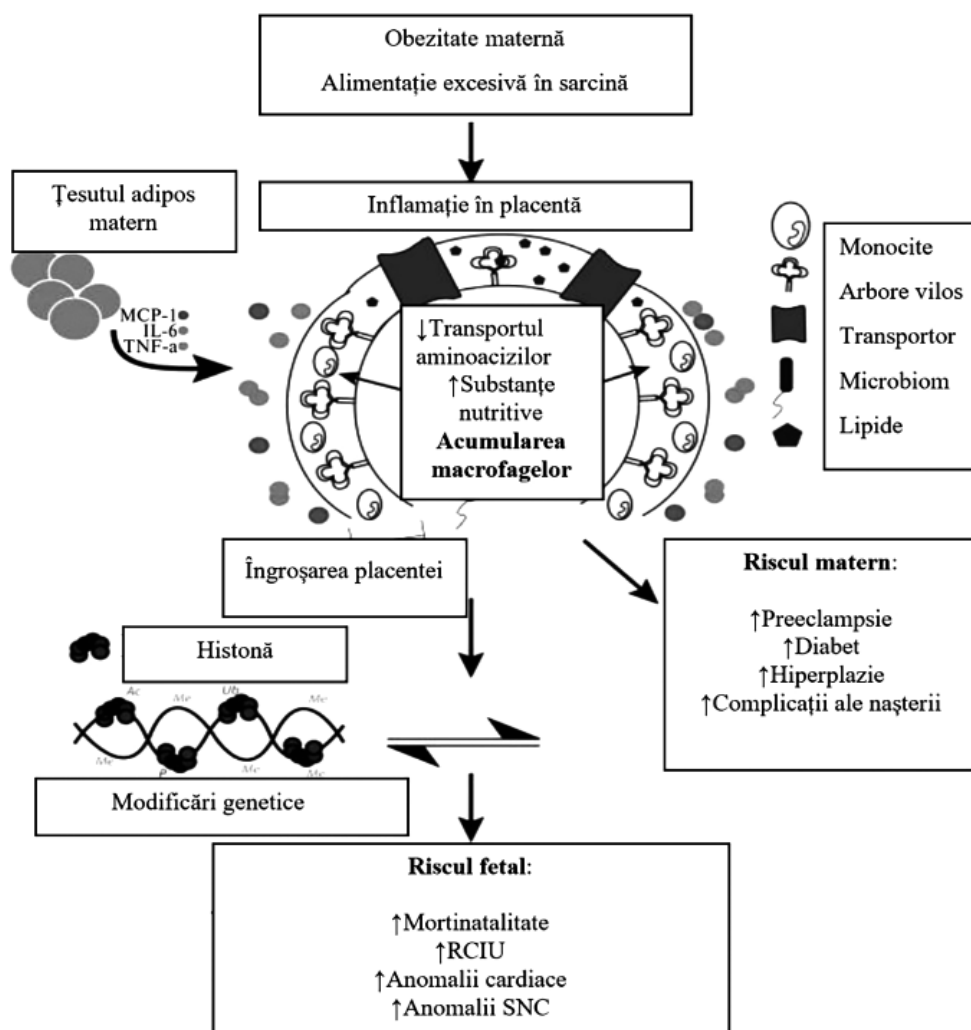 Obezitate maternă
Alimentație excesivă în sarcină
Țesutul adipos
matern
Inflamație în placentă
MCP-1
IL-6
TNF-a
↓Transportul
aminoacizilor
↑Substanțe
nutritive
Acumularea
macrofagelor
Monocite
Arbore vilos
Transportor
Microbiom
Lipide
Îngroșarea placentei
Riscul matern:
↑Preeclampsie
↑Diabet
↑Hiperplazie
↑Complicații ale nașterii
Histonă
Ac
Me
Ub
Me
Me
P
Me
Me
Modificări genetice
Riscul fetal:
↑Mortinatalitate
↑RCIU
↑Anomalii cardiace
↑Anomalii SNC